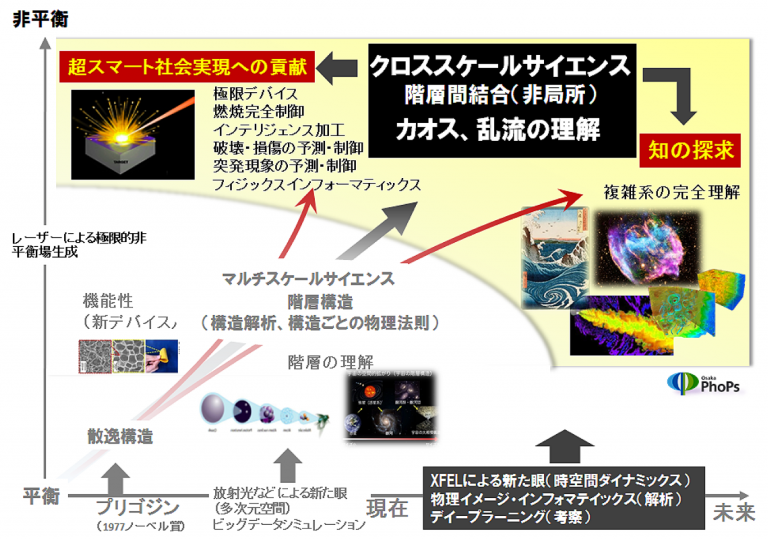 非平衡
超スマート社会実現への貢献
極限デバイス
燃焼完全制御
インテリジェンス加工
破壊・損傷の予測・制御
突発現象の予測・制御
フィジックスインフォーマティックス
TARGET
クロススケールサイエンス
階層間結合(非局所)
カオス、乱流の理解
知の探求
複雑系の完全理解
レーザーによる極限的非
平衡場生成
マルチスケールサイエンス
階層構造
(構造解析、構造ごとの物理法則)
機能性
(新デバイス)
階層の理解
散逸構造
Osaka
PhoPs
平衡
プリゴジン
(1977ノーベル賞)
放射光などによる新たな眼
(多次元空間)
ビッグデータシミュレーション
現在
XFELによる新たな眼(時空間ダイナミックス)
物理イメージ・インフォマテイックス(解析)
デイープラーニング(考察)
未来